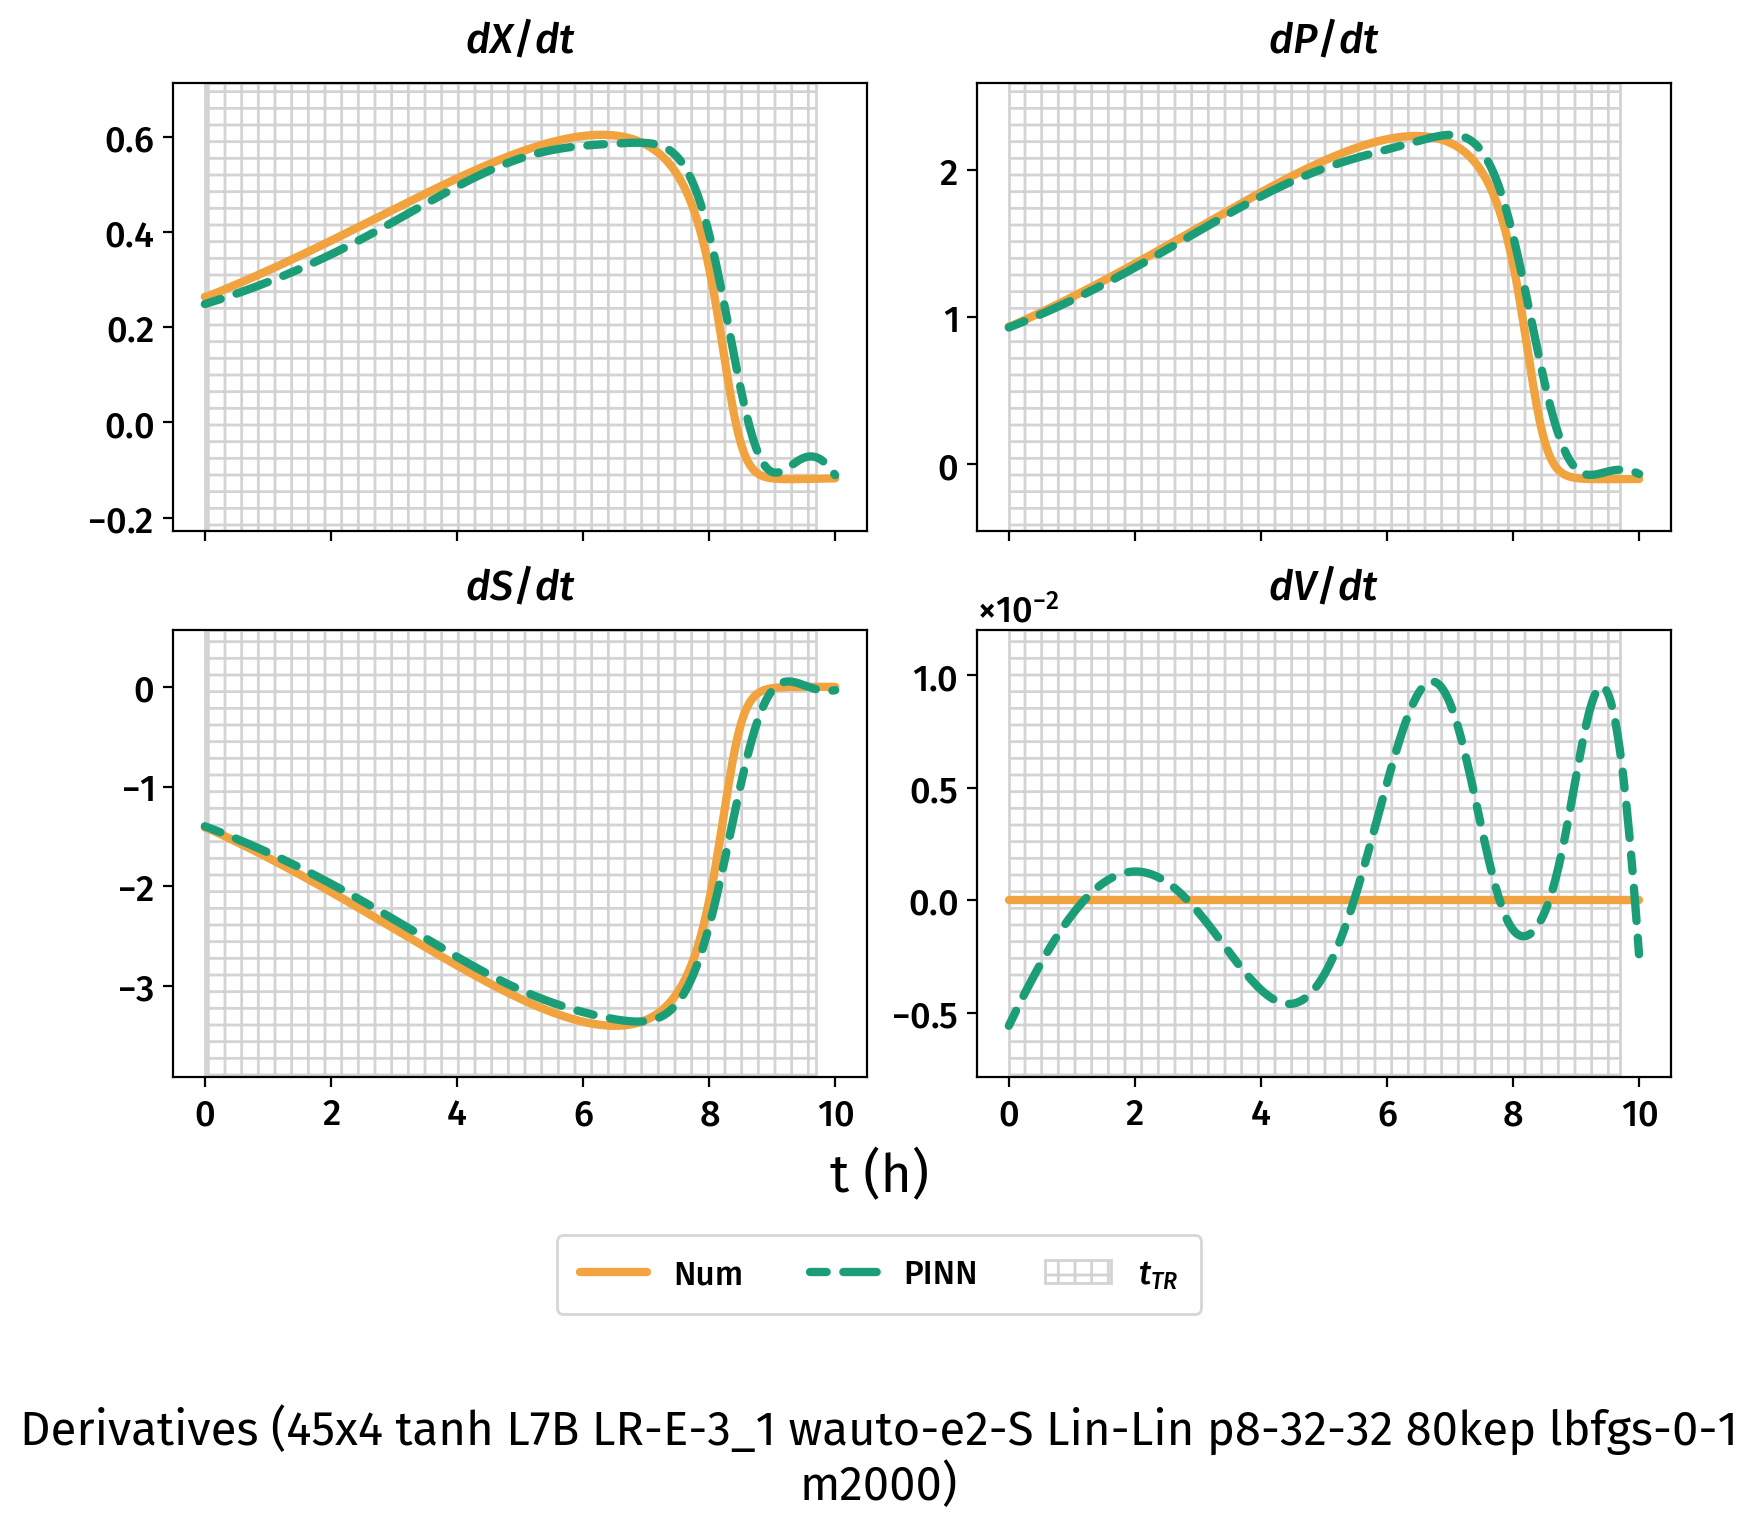 dX/dt
dP/dt
0.6
0.4
0.2
0.0
−0.2
2
1
0
dS/dt
dV/dt
×10⁻²
0
−1
−2
−3
1.0
0.5
0.0
−0.5
0 2 4 6 8 10
0 2 4 6 8 10
t (h)
Num PINN t_TR
Derivatives (45x4 tanh L7B LR-E-3_1 wauto-e2-S Lin-Lin p8-32-32 80kep lbfgs-0-1
m2000)